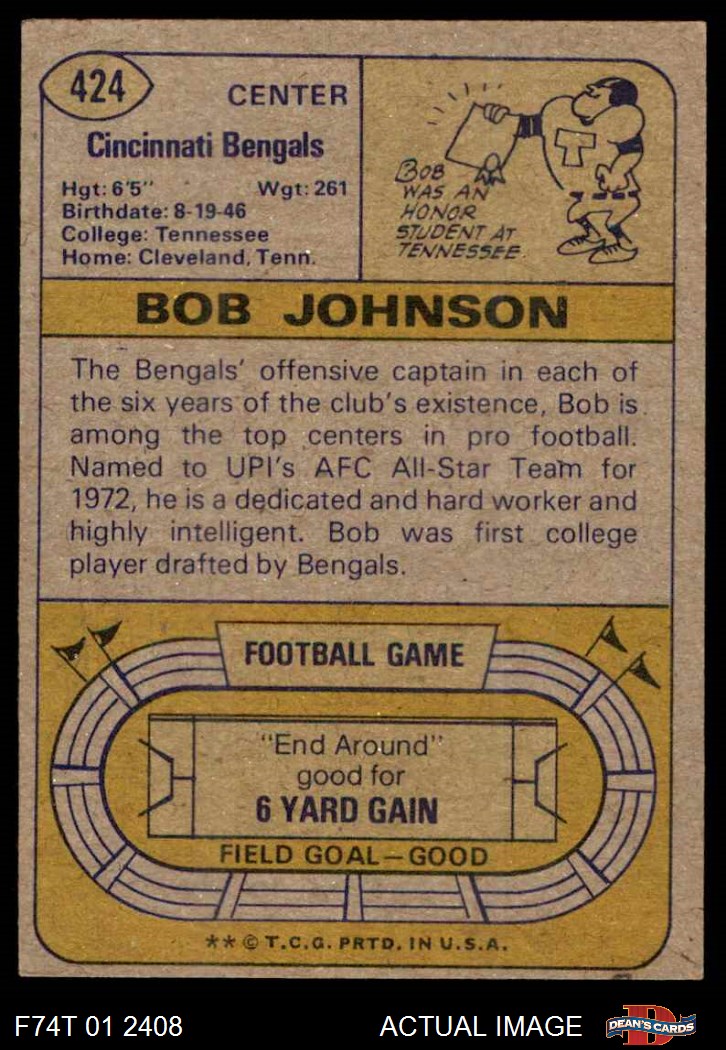 424
CENTER
Cincinnati Bengals
Hgt: 6'5" Wgt: 261
Birthdate: 8-19-46
College: Tennessee
Home: Cleveland, Tenn.
T
BOB
WAS AN
HONOR
STUDENT AT
TENNESSEE
BOB JOHNSON
The Bengals' offensive captain in each of
the six years of the club's existence, Bob is
among the top centers in pro football.
Named to UPI's AFC All-Star Team for
1972, he is a dedicated and hard worker and
highly intelligent. Bob was first college
player drafted by Bengals.
FOOTBALL GAME
"End Around"
good for
6 YARD GAIN
FIELD GOAL—GOOD
** © T.C.G. PRTD. IN U.S.A.
F74T 01 2408 ACTUAL IMAGE
D
DEAN'S CARDS